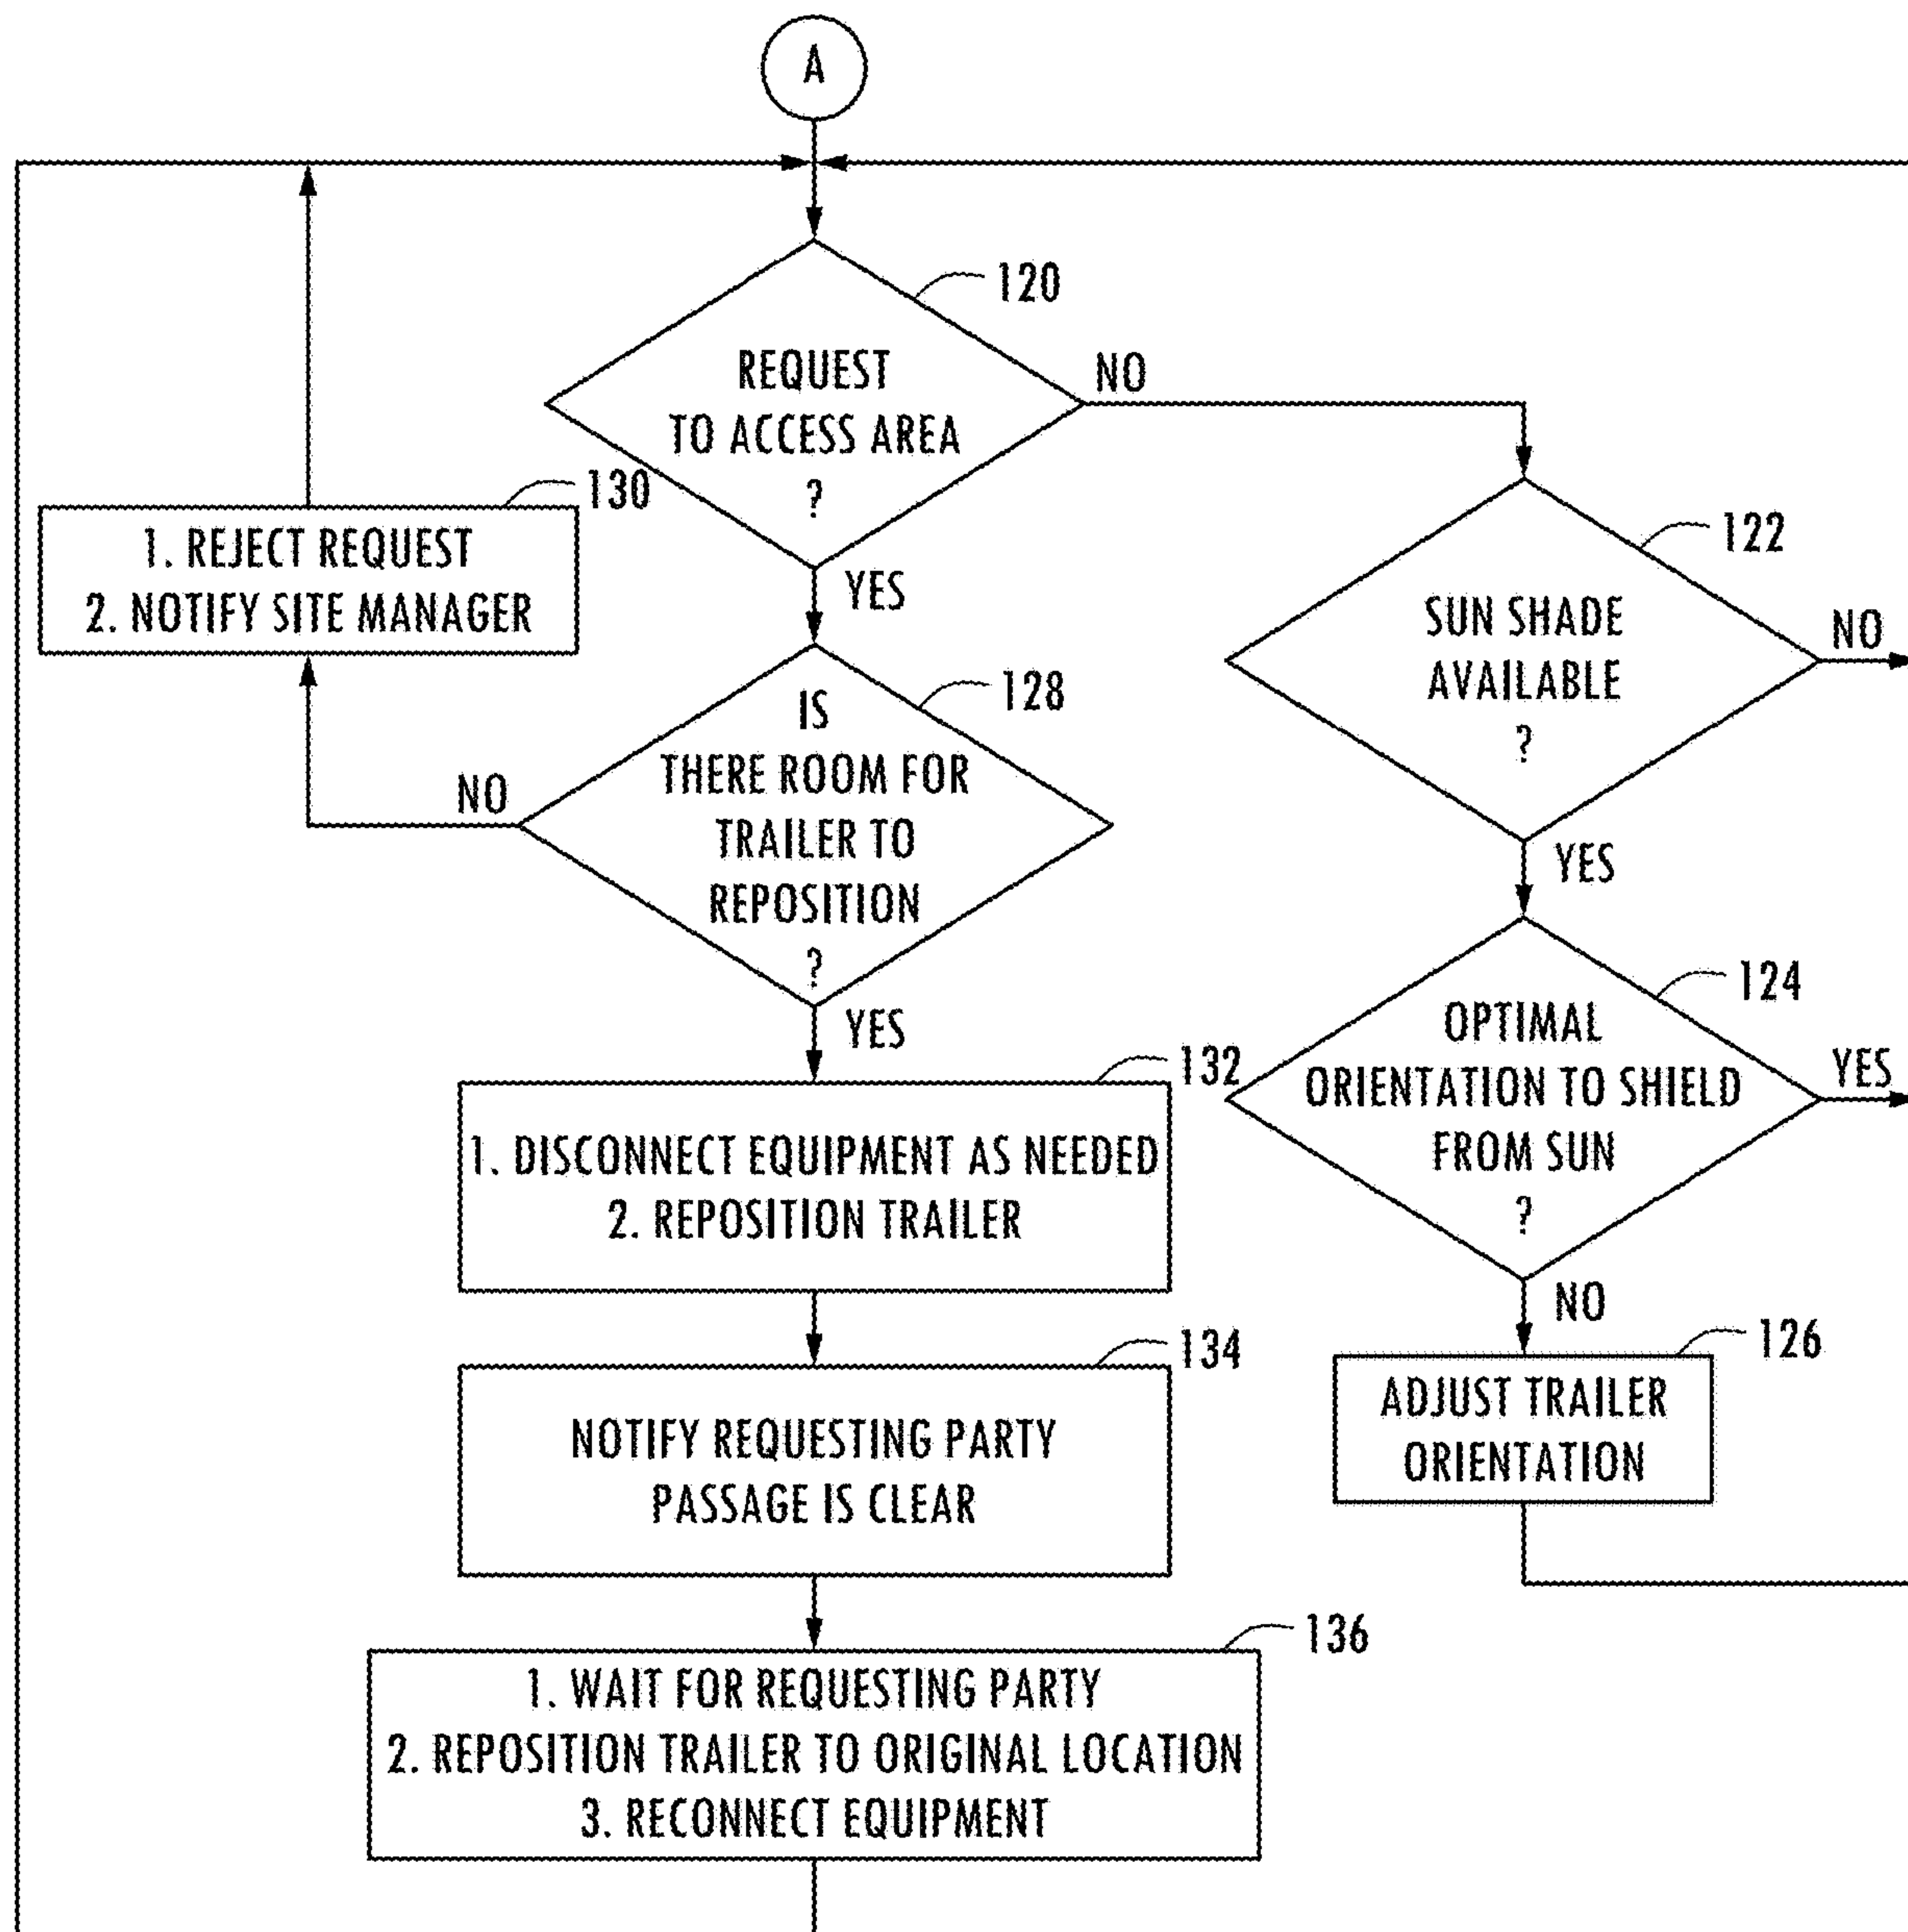 A
120
REQUEST
TO ACCESS AREA
?
NO
YES
130
1. REJECT REQUEST
2. NOTIFY SITE MANAGER
122
SUN SHADE
AVAILABLE
?
NO
YES
128
IS
THERE ROOM FOR
TRAILER TO
REPOSITION
?
NO
YES
124
OPTIMAL
ORIENTATION TO SHIELD
FROM SUN
?
YES
NO
132
1. DISCONNECT EQUIPMENT AS NEEDED
2. REPOSITION TRAILER
126
ADJUST TRAILER
ORIENTATION
134
NOTIFY REQUESTING PARTY
PASSAGE IS CLEAR
136
1. WAIT FOR REQUESTING PARTY
2. REPOSITION TRAILER TO ORIGINAL LOCATION
3. RECONNECT EQUIPMENT